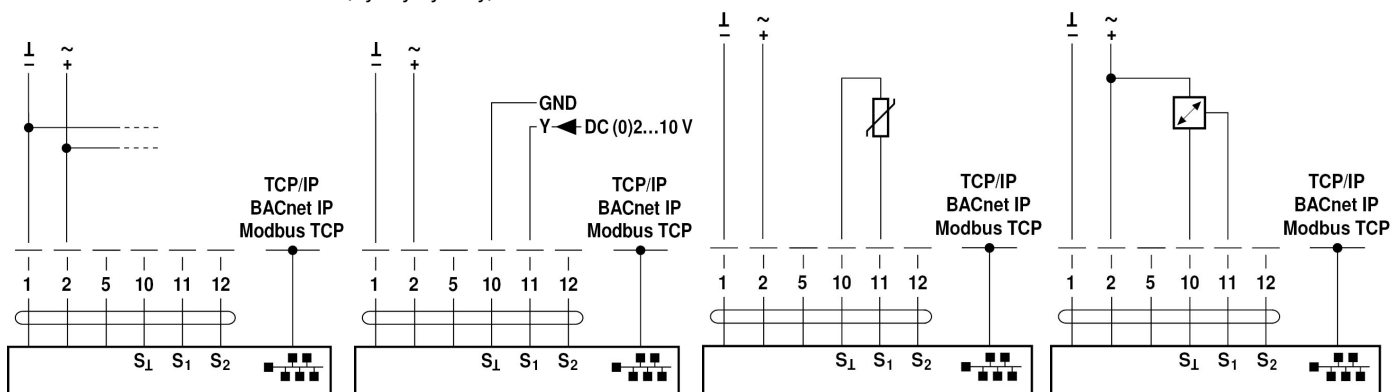 ⊥ ~
– +
TCP/IP
BACnet IP
Modbus TCP
1 2 5 10 11 12
S⊥ S1 S2
⊥ ~
– +
GND
Y DC (0)2...10 V
TCP/IP
BACnet IP
Modbus TCP
1 2 5 10 11 12
S⊥ S1 S2
⊥ ~
– +
TCP/IP
BACnet IP
Modbus TCP
1 2 5 10 11 12
S⊥ S1 S2
⊥ ~
– +
TCP/IP
BACnet IP
Modbus TCP
1 2 5 10 11 12
S⊥ S1 S2